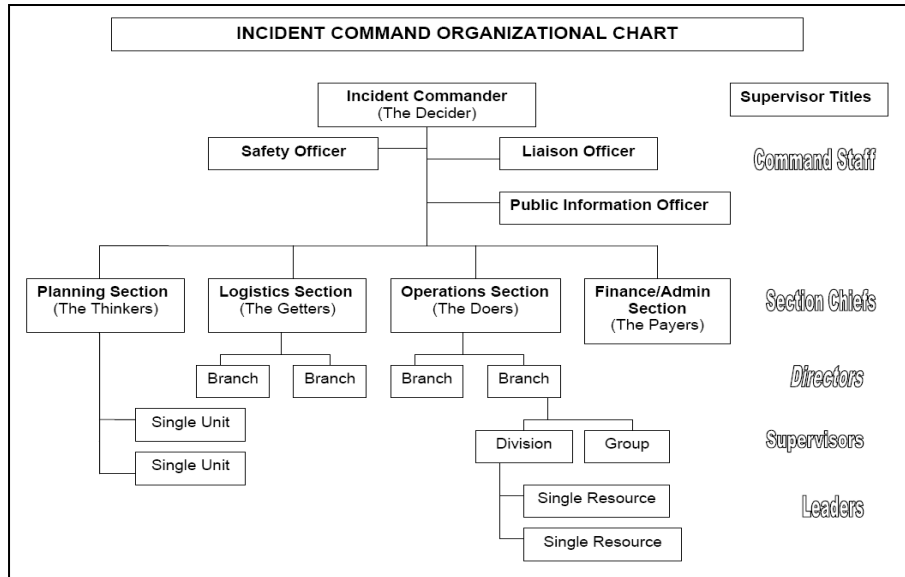 INCIDENT COMMAND ORGANIZATIONAL CHART
Incident Commander
(The Decider)
Supervisor Titles
Safety Officer
Liaison Officer
Command Staff
Public Information Officer
Planning Section
(The Thinkers)
Logistics Section
(The Getters)
Operations Section
(The Doers)
Finance/Admin
Section
(The Payers)
Section Chiefs
Branch
Branch
Branch
Branch
Directors
Single Unit
Single Unit
Division
Group
Supervisors
Single Resource
Single Resource
Leaders